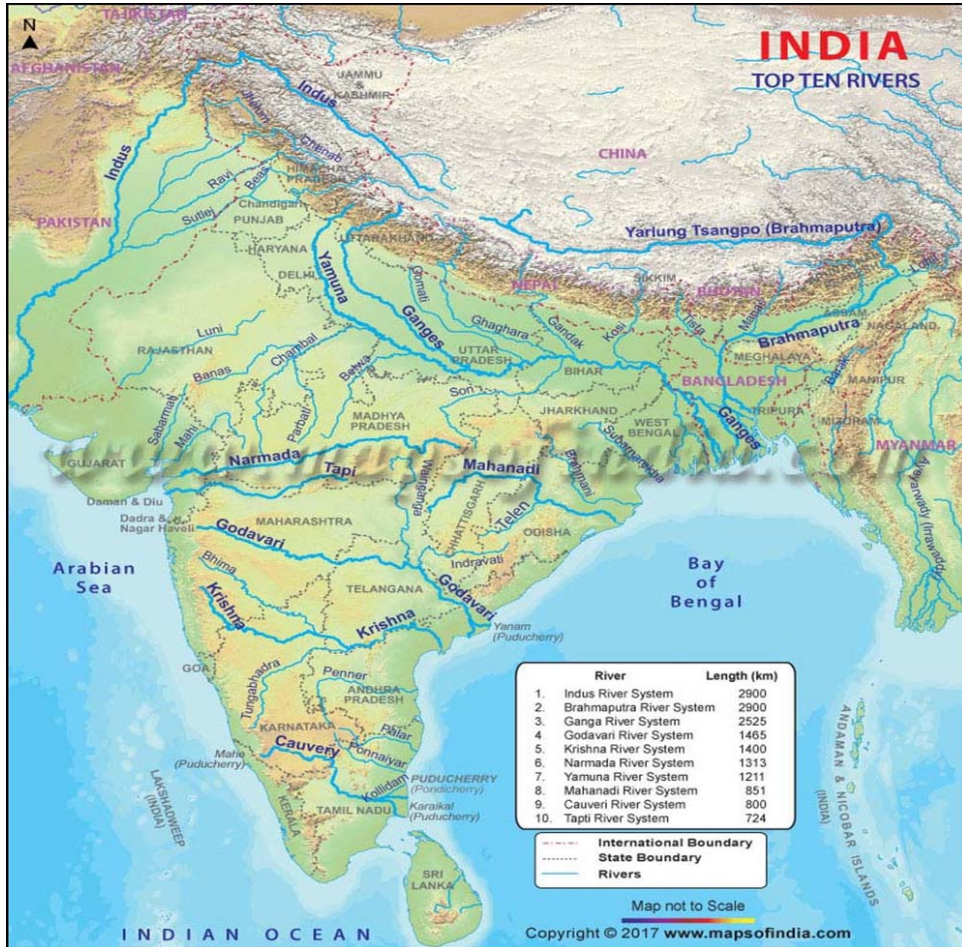 N
INDIA
TOP TEN RIVERS
TAJIKISTAN
AFGHANISTAN
JAMMU
&
KASHMIR
Indus
Jhelum
Chenab
CHINA
Indus
HIMACHAL
PRADESH
Ravi
Beas
Chandigarh
Sutlej
PUNJAB
PAKISTAN
HARYANA
UTTARAKHAND
Yarlung Tsangpo (Brahmaputra)
DELHI
Yamuna
Gomati
NEPAL
SIKKIM
BHUTAN
Lohit
Ganges
Ghaghara
Gandak
Kosi
Tista
Manas
ASSAM
NAGALAND
Brahmaputra
Luni
RAJASTHAN
Chambal
Banas
Betwa
UTTAR
PRADESH
BIHAR
MEGHALAYA
Barak
MANIPUR
BANGLADESH
Son
Sabarmati
Mahi
Parbati
MADHYA
PRADESH
JHARKHAND
WEST
BENGAL
Ganges
TRIPURA
MIZORAM
MYANMAR
Subarnarekha
www.mapsofindia.com
GUJARAT
Narmada
Tapi
Wainganga
Mahanadi
Brahmani
Ayeyarwady (Irrawaddy)
Daman & Diu
Dadra &
Nagar Haveli
MAHARASHTRA
CHHATTISGARH
Telen
ODISHA
Godavari
Indravati
Arabian
Sea
Bhima
TELANGANA
Godavari
Bay
of
Bengal
Krishna
Krishna
Yanam
(Puducherry)
GOA
Tungabhadra
Penner
ANDHRA
PRADESH
KARNATAKA
Palar
Cauvery
Ponnaiyar
Mahe
(Puducherry)
Kollidam
PUDUCHERRY
(Pondicherry)
Karaikal
(Puducherry)
TAMIL NADU
KERALA
LAKSHADWEEP
(INDIA)
SRI
LANKA
ANDAMAN & NICOBAR ISLANDS
(INDIA)
INDIAN OCEAN
River Length (km)
1. Indus River System 2900
2. Brahmaputra River System 2900
3. Ganga River System 2525
4 Godavari River System 1465
5. Krishna River System 1400
6. Narmada River System 1313
7. Yamuna River System 1211
8. Mahanadi River System 851
9. Cauveri River System 800
10. Tapti River System 724
International Boundary
State Boundary
Rivers
Map not to Scale
Copyright © 2017 www.mapsofindia.com